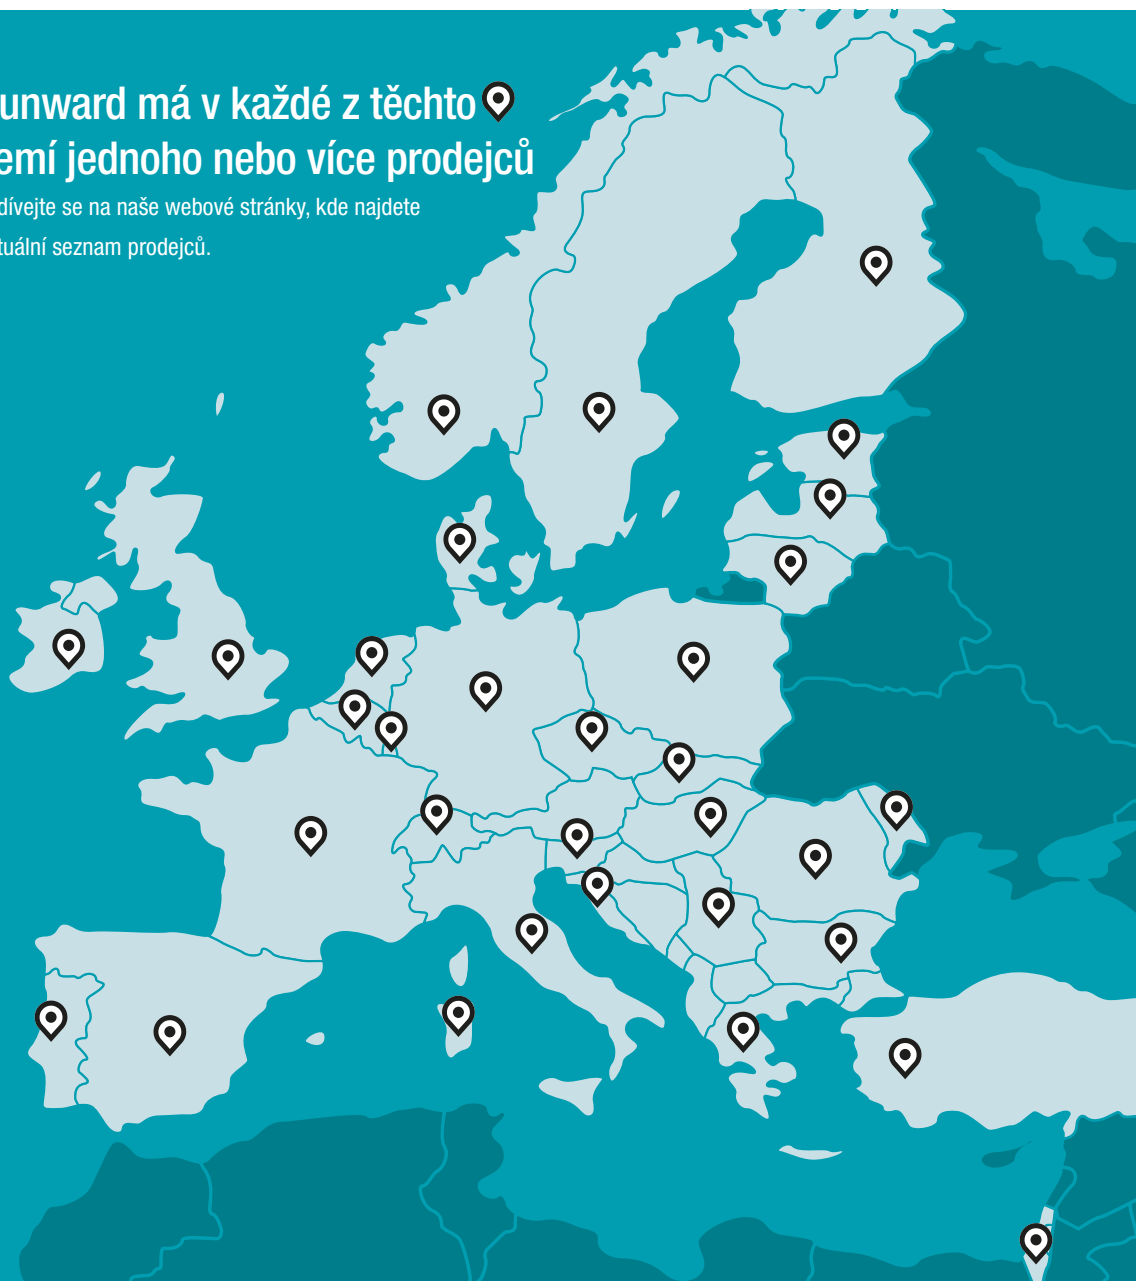 unward má v každé z těchto
emí jednoho nebo více prodejců
dívejte se na naše webové stránky, kde najdete
tuální seznam prodejců.